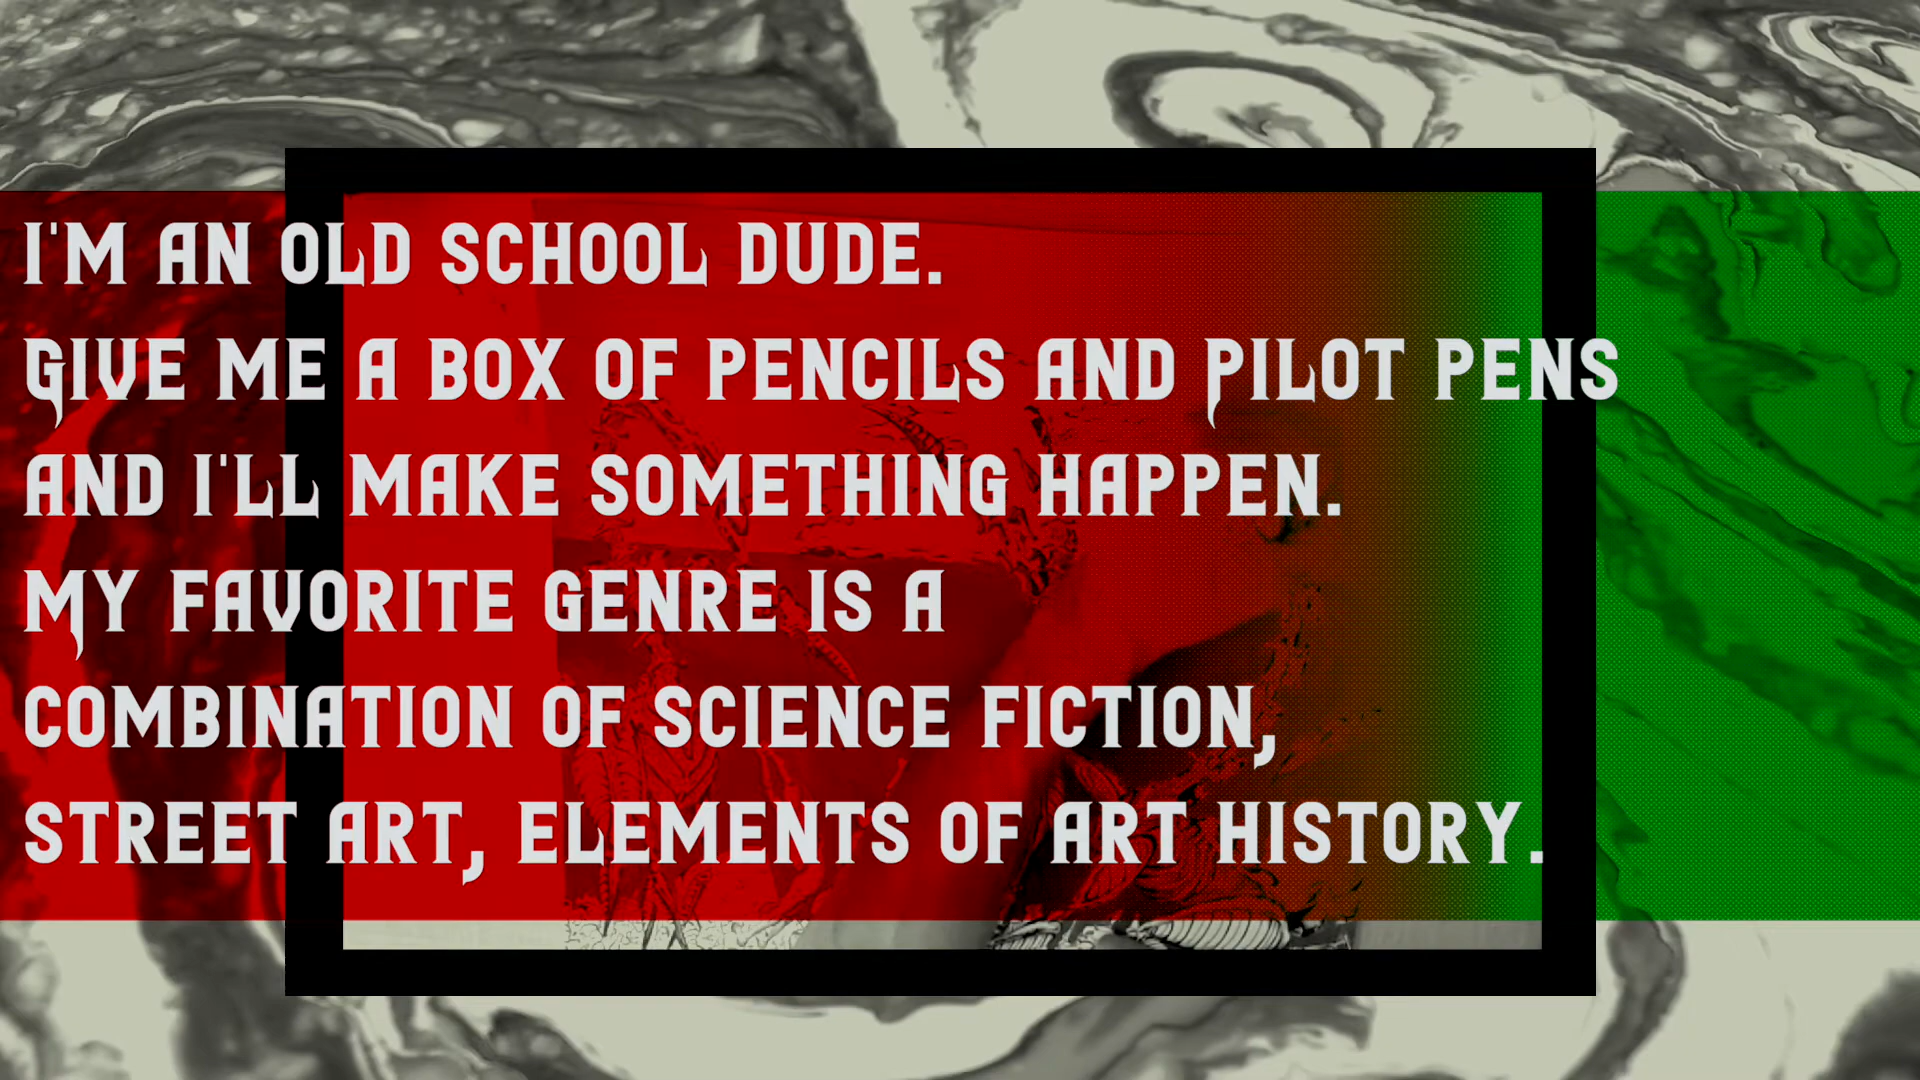 I'M AN OLD SCHOOL DUDE.
GIVE ME A BOX OF PENCILS AND PILOT PENS
AND I'LL MAKE SOMETHING HAPPEN.
MY FAVORITE GENRE IS A
COMBINATION OF SCIENCE FICTION,
STREET ART, ELEMENTS OF ART HISTORY.